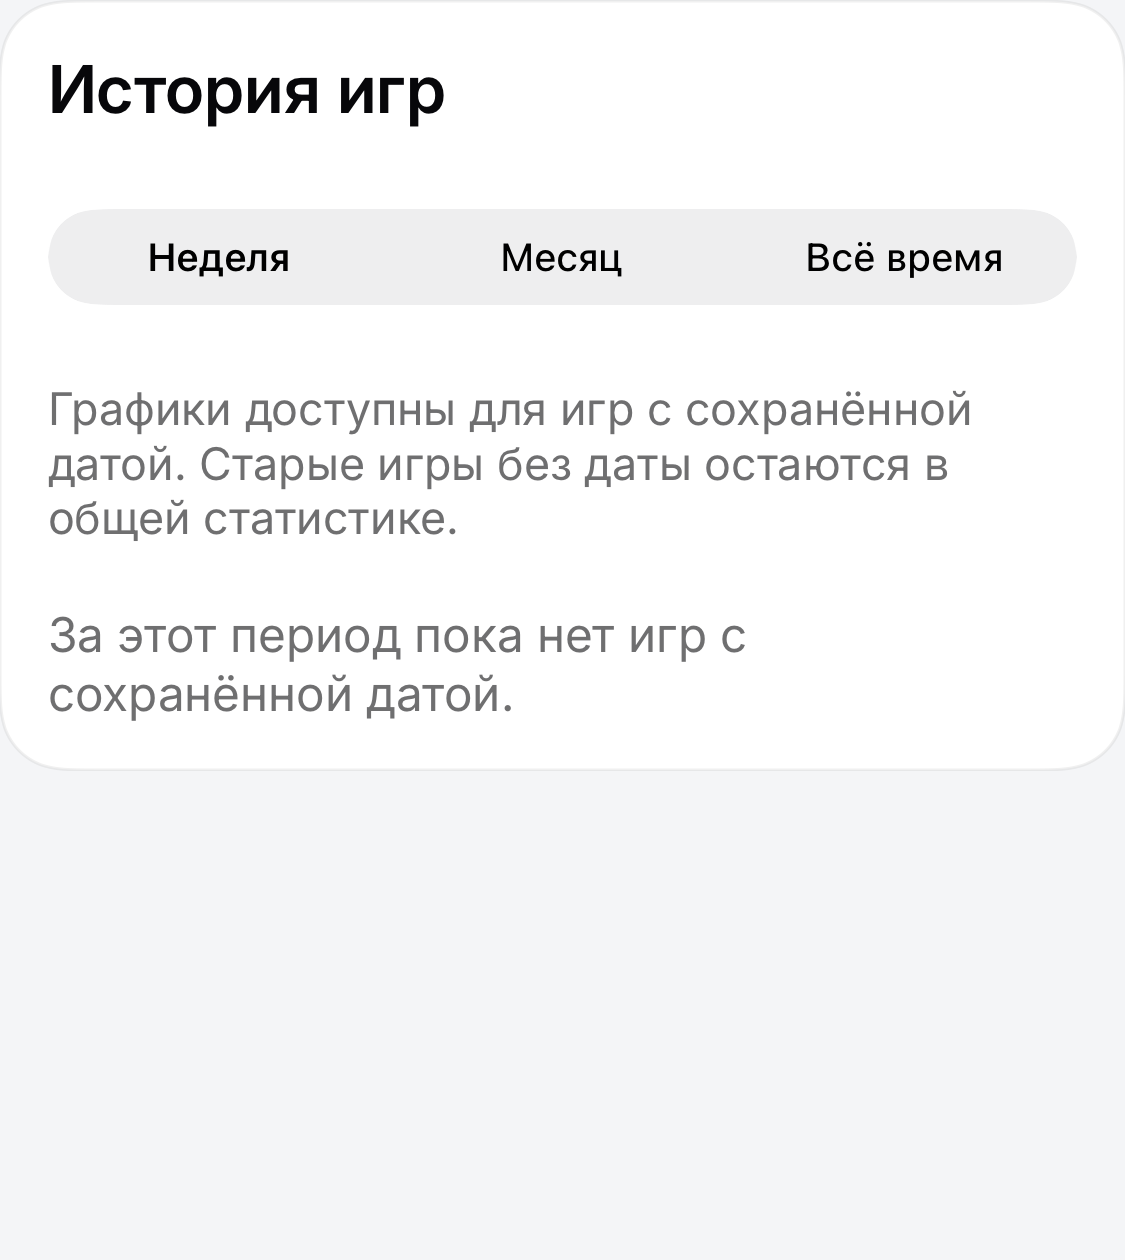 История игр
Неделя Месяц Всё время
Графики доступны для игр с сохранённой
датой. Старые игры без даты остаются в
общей статистике.
За этот период пока нет игр с
сохранённой датой.